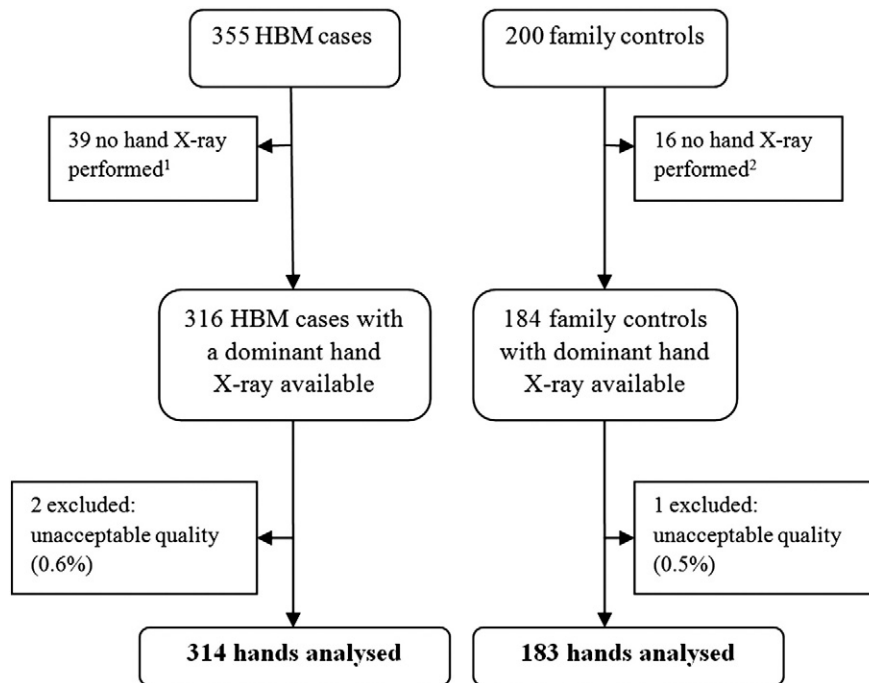 355 HBM cases
200 family controls
39 no hand X-ray
performed¹
16 no hand X-ray
performed²
316 HBM cases with
a dominant hand
X-ray available
184 family controls
with dominant hand
X-ray available
2 excluded:
unacceptable quality
(0.6%)
1 excluded:
unacceptable quality
(0.5%)
314 hands analysed
183 hands analysed